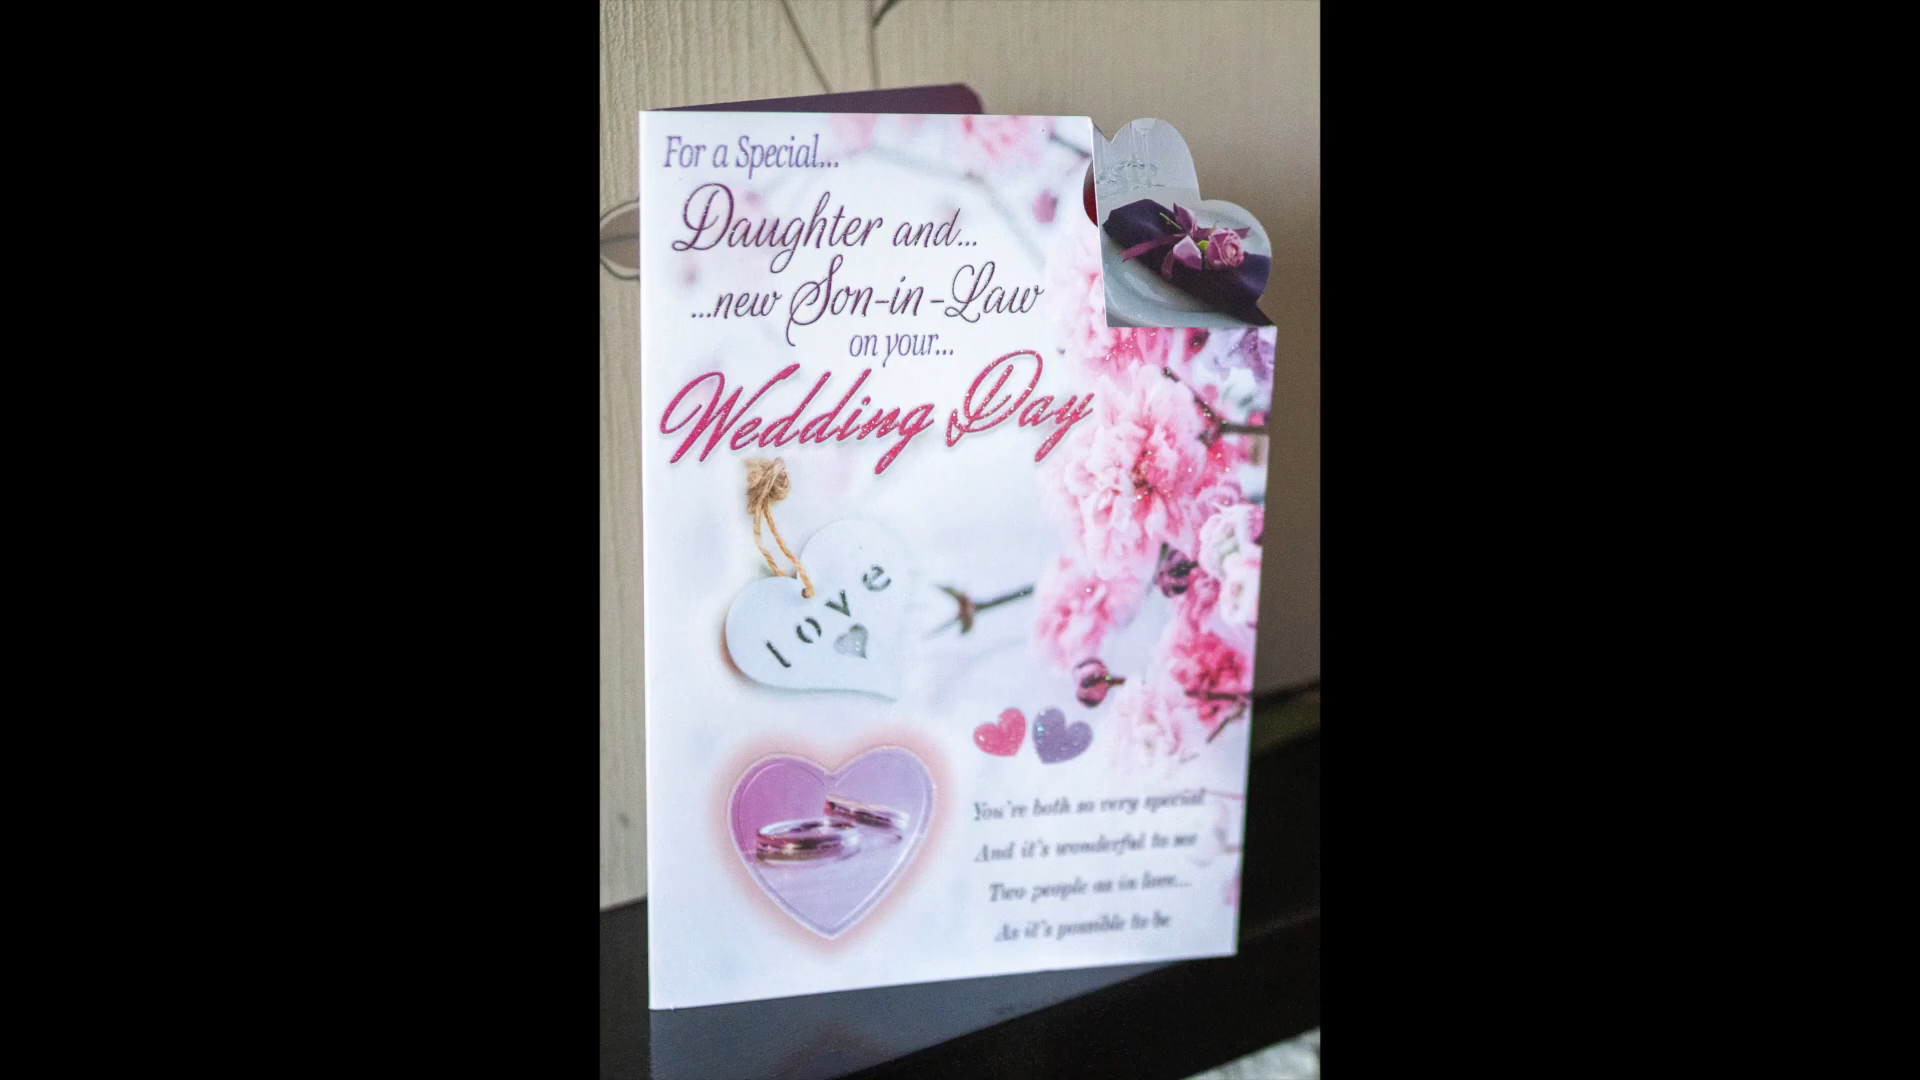 For a Special...
Daughter and...
...new Son-in-Law
on your...
Wedding Day
love
You're both so very special
And it's wonderful to see
Two people as in love...
As it's possible to be